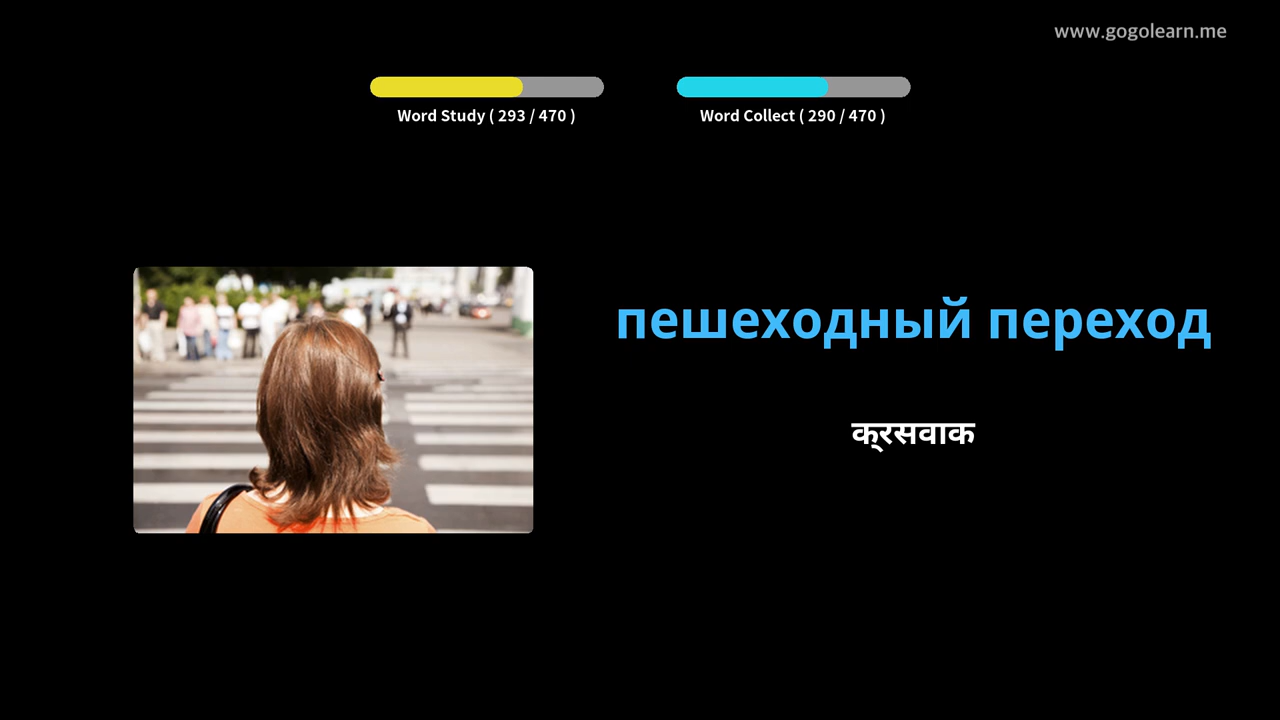 www.gogolearn.me
Word Study ( 293 / 470 )
Word Collect ( 290 / 470 )
пешеходный переход
क्रसवाक